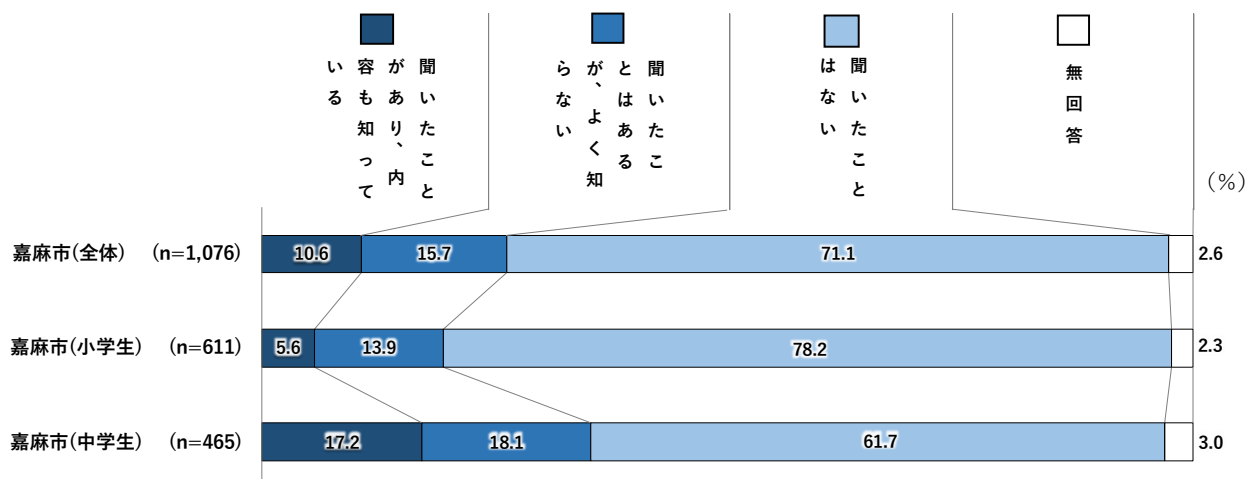 聞いたこと
があり、内
容も知って
いる
聞いたこ
とはある
が、よく知
らない
聞いたこと
はない
無回答
(%)
嘉麻市(全体) (n=1,076) 10.6 15.7 71.1 2.6
嘉麻市(小学生) (n=611) 5.6 13.9 78.2 2.3
嘉麻市(中学生) (n=465) 17.2 18.1 61.7 3.0